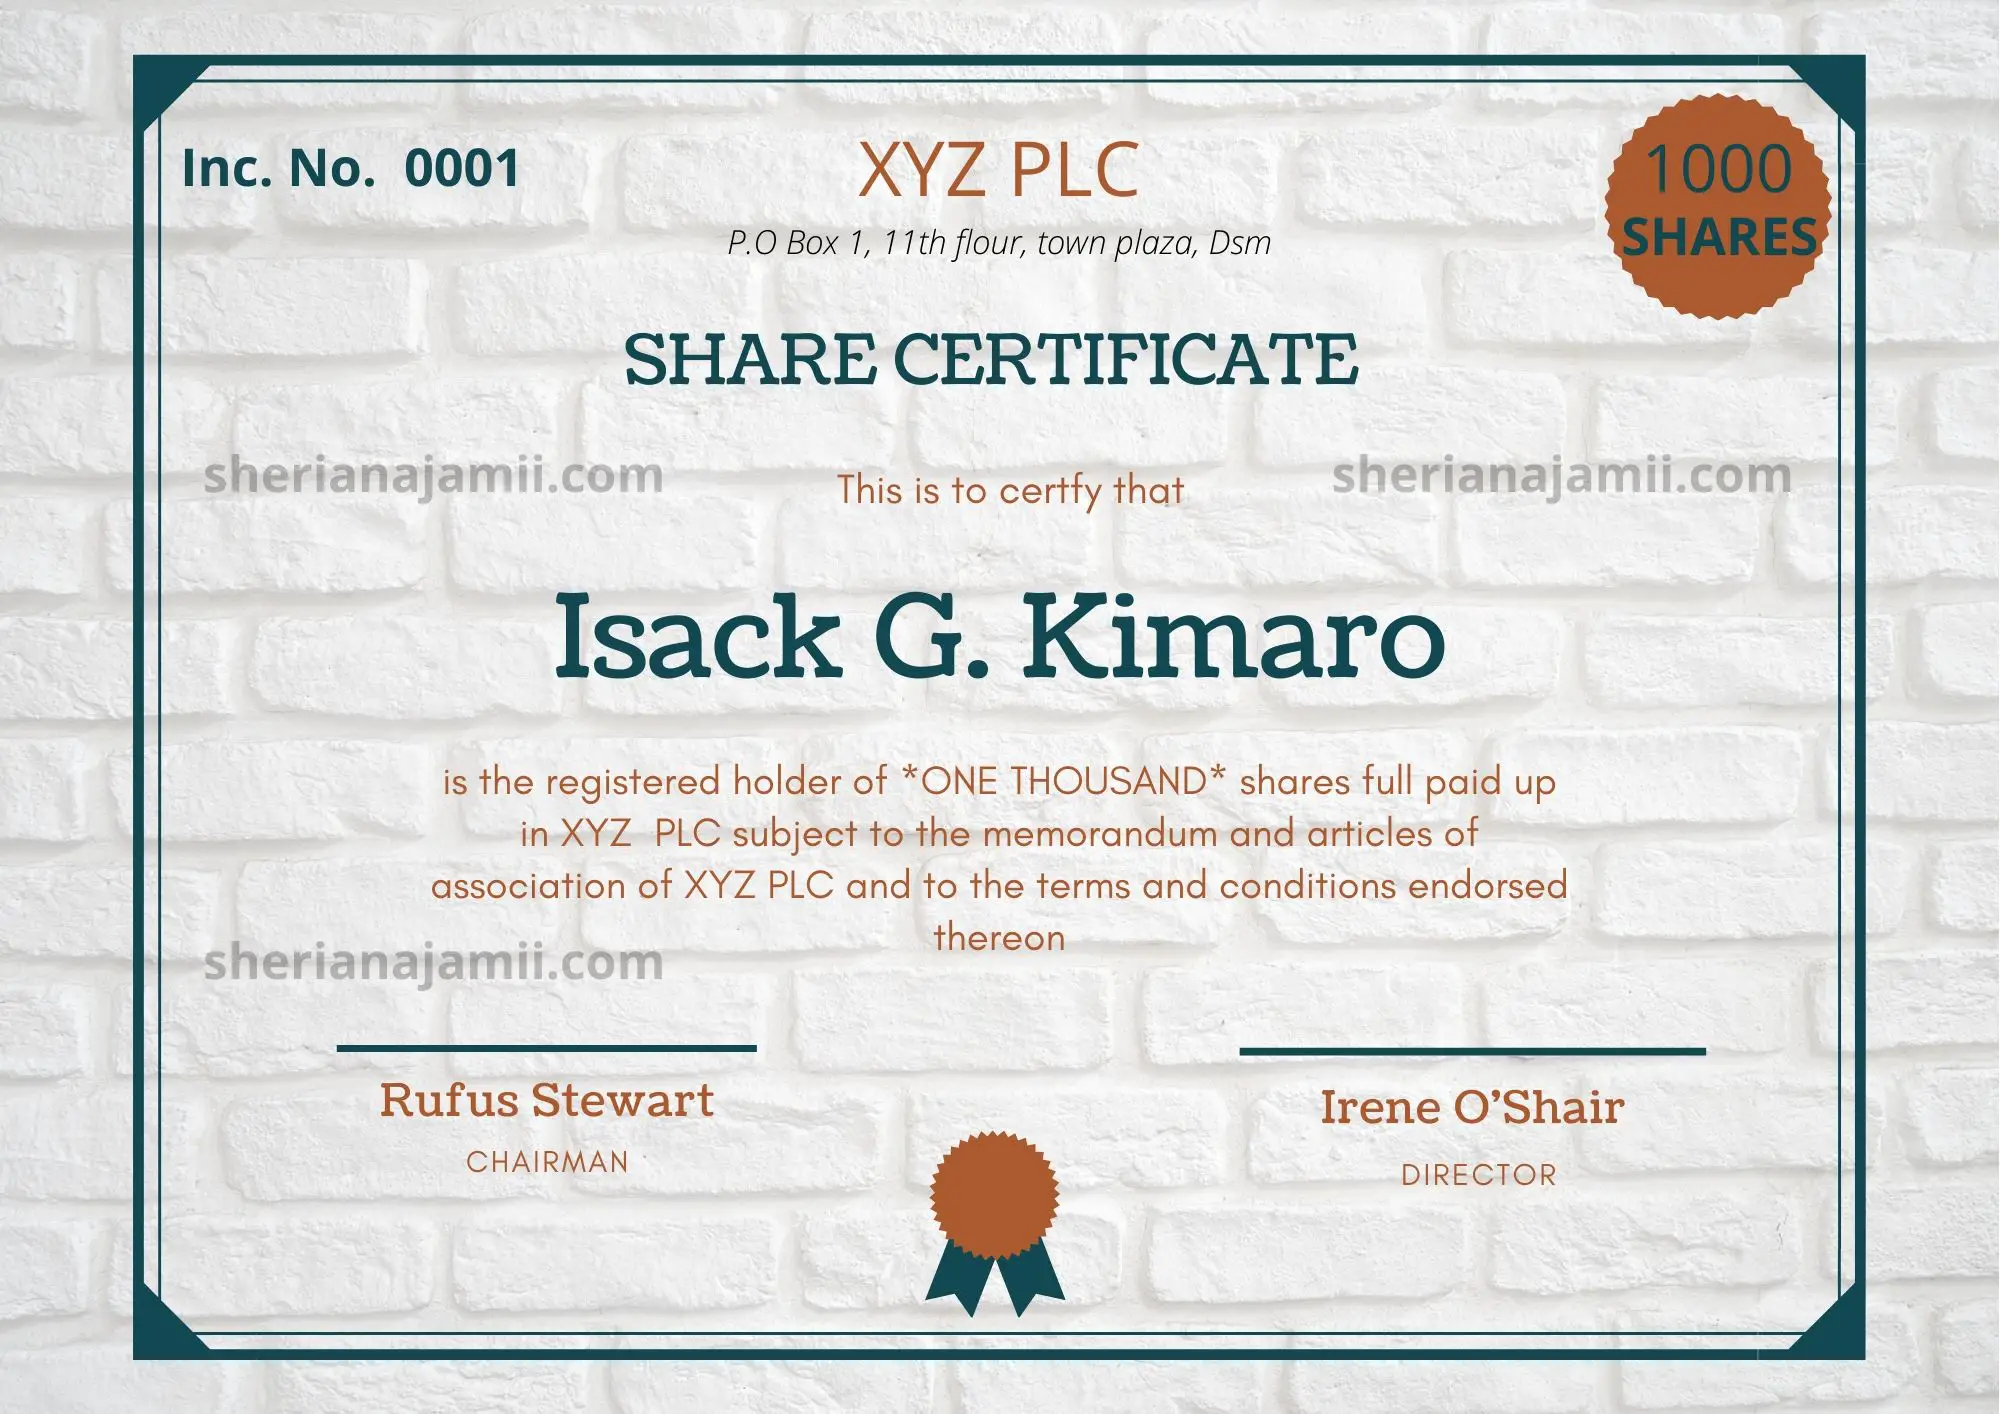 Inc. No.  0001
XYZ PLC
1000
SHARES
P.O Box 1, 11th flour, town plaza, Dsm
SHARE CERTIFICATE
sherianajamii.com
This is to certfy that
sherianajamii.com
Isack G. Kimaro
is the registered holder of *ONE THOUSAND* shares full paid up
in XYZ  PLC subject to the memorandum and articles of
association of XYZ PLC and to the terms and conditions endorsed
thereon
sherianajamii.com
Rufus Stewart
CHAIRMAN
Irene O’Shair
DIRECTOR